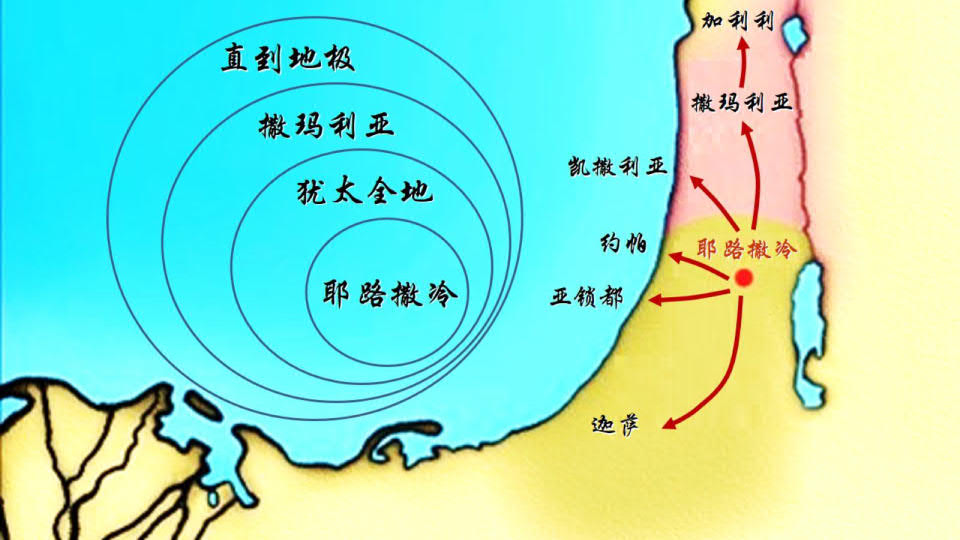 直到地极
撒玛利亚
犹太全地
耶路撒冷
加利利
撒玛利亚
凯撒利亚
约帕
耶路撒冷
亚锁都
迦萨